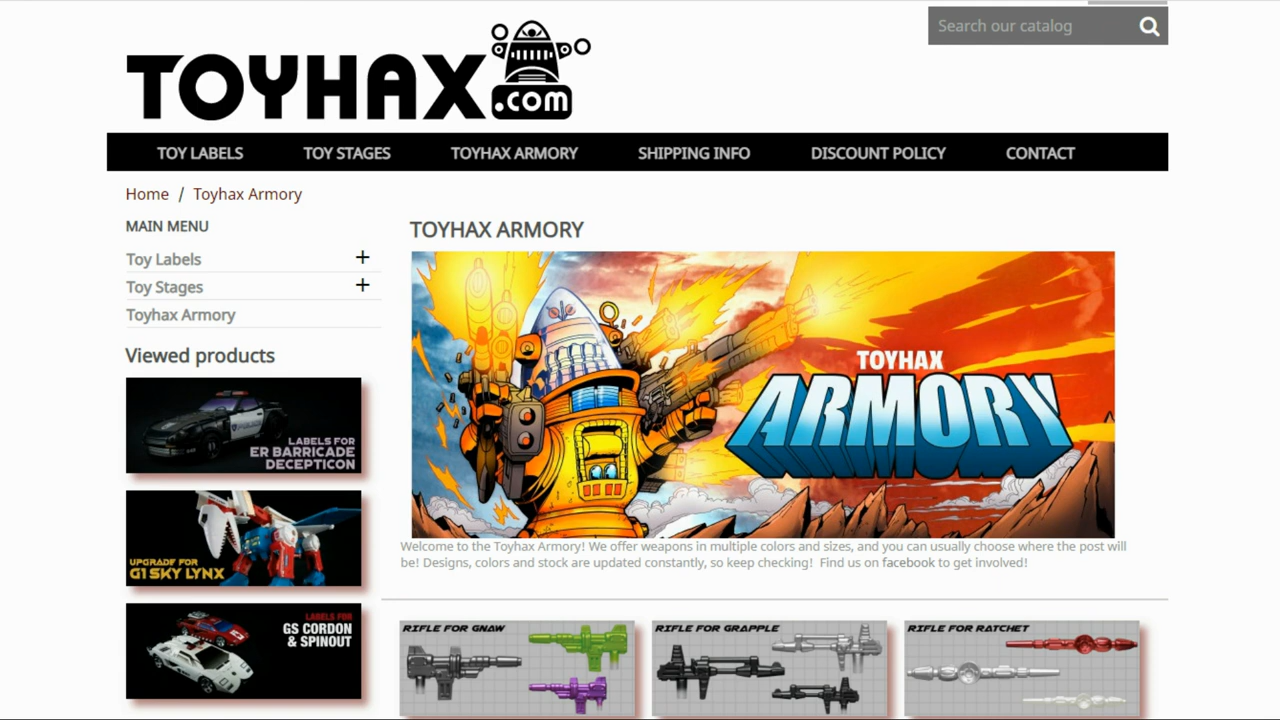 Search our catalog
TOYHAX
.com
TOY LABELS TOY STAGES TOYHAX ARMORY SHIPPING INFO DISCOUNT POLICY CONTACT
Home / Toyhax Armory
MAIN MENU
Toy Labels +
Toy Stages +
Toyhax Armory
Viewed products
LABELS FOR
ER BARRICADE
DECEPTICON
UPGRADE FOR
G1 SKY LYNX
LABELS FOR
GS CORDON
& SPINOUT
TOYHAX ARMORY
TOYHAX
ARMORY
Welcome to the Toyhax Armory! We offer weapons in multiple colors and sizes, and you can usually choose where the post will
be! Designs, colors and stock are updated constantly, so keep checking! Find us on facebook to get involved!
RIFLE FOR GNAW
RIFLE FOR GRAPPLE
RIFLE FOR RATCHET